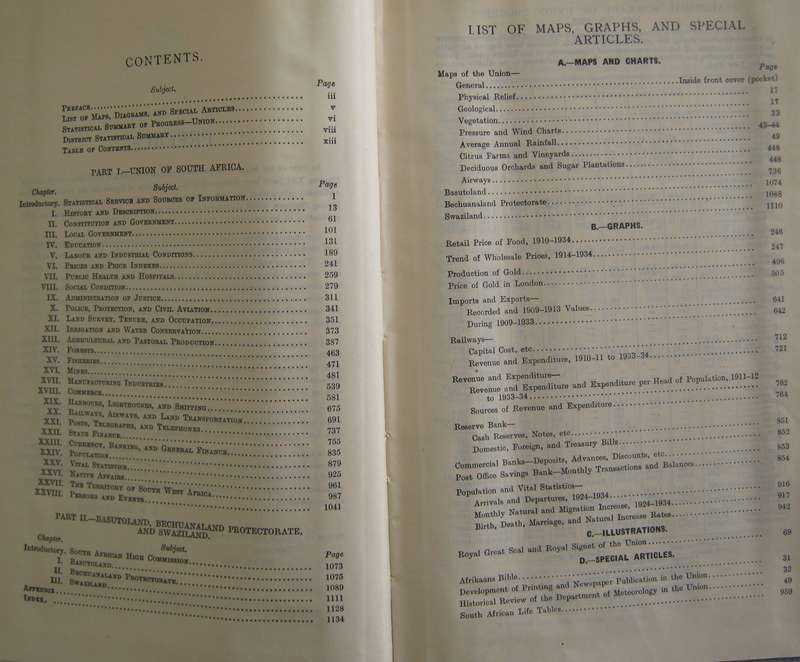 CONTENTS.
Subject. Page
PREFACE iii
LIST OF MAPS, DIAGRAMS, AND SPECIAL ARTICLES v
STATISTICAL SUMMARY OF PROGRESS—UNION vi
DISTRICT STATISTICAL SUMMARY viii
TABLE OF CONTENTS xiii
PART I.—UNION OF SOUTH AFRICA.
Chapter. Subject. Page
Introductory. STATISTICAL SERVICE AND SOURCES OF INFORMATION 1
I. HISTORY AND DESCRIPTION 13
II. CONSTITUTION AND GOVERNMENT 61
III. LOCAL GOVERNMENT 101
IV. EDUCATION 131
V. LABOUR AND INDUSTRIAL CONDITIONS 189
VI. PRICES AND PRICE INDEXES 241
VII. PUBLIC HEALTH AND HOSPITALS 259
VIII. SOCIAL CONDITION 279
IX. ADMINISTRATION OF JUSTICE 311
X. POLICE, PROTECTION, AND CIVIL AVIATION 341
XI. LAND SURVEY, TENURE, AND OCCUPATION 351
XII. IRRIGATION AND WATER CONSERVATION 373
XIII. AGRICULTURAL AND PASTORAL PRODUCTION 387
XIV. FORESTS 463
XV. FISHERIES 471
XVI. MINES 481
XVII. MANUFACTURING INDUSTRIES 539
XVIII. COMMERCE 581
XIX. HARBOURS, LIGHTHOUSES, AND SHIPPING 675
XX. RAILWAYS, AIRWAYS, AND LAND TRANSPORTATION 691
XXI. POSTS, TELEGRAPHS, AND TELEPHONES 737
XXII. STATE FINANCE 755
XXIII. CURRENCY, BANKING, AND GENERAL FINANCE 835
XXIV. POPULATION 879
XXV. VITAL STATISTICS 925
XXVI. NATIVE AFFAIRS 961
XXVII. THE TERRITORY OF SOUTH WEST AFRICA 987
XXVIII. PERSONS AND EVENTS 1041
PART II.—BASUTOLAND, BECHUANALAND PROTECTORATE,
AND SWAZILAND.
Chapter. Subject. Page
Introductory. SOUTH AFRICAN HIGH COMMISSION 1073
I. BASUTOLAND 1075
II. BECHUANALAND PROTECTORATE 1089
III. SWAZILAND 1111
APPENDIX 1128
INDEX. 1134
LIST OF MAPS, GRAPHS, AND SPECIAL
ARTICLES.
A.—MAPS AND CHARTS.
Page
Maps of the Union—
General Inside front cover (pocket)
Physical Relief 17
Geological 17
Vegetation 33
Pressure and Wind Charts 43-44
Average Annual Rainfall 49
Citrus Farms and Vineyards 448
Deciduous Orchards and Sugar Plantations 448
Airways 736
Basutoland 1074
Bechuanaland Protectorate 1088
Swaziland 1110
B.—GRAPHS.
Retail Price of Food, 1910-1934 246
Trend of Wholesale Prices, 1914-1934 247
Production of Gold 496
Price of Gold in London 505
Imports and Exports—
Recorded and 1909-1913 Values 641
During 1909-1933 642
Railways—
Capital Cost, etc. 712
Revenue and Expenditure, 1910-11 to 1933-34 721
Revenue and Expenditure—
Revenue and Expenditure and Expenditure per Head of Population, 1911-12
to 1933-34 762
Sources of Revenue and Expenditure 764
Reserve Bank—
Cash Reserves, Notes, etc. 851
Domestic, Foreign, and Treasury Bills 852
Commercial Banks—Deposits, Advances, Discounts, etc. 853
Post Office Savings Bank—Monthly Transactions and Balances 854
Population and Vital Statistics—
Arrivals and Departures, 1924-1934 916
Monthly Natural and Migration Increase, 1924-1934 917
Birth, Death, Marriage, and Natural Increase Rates 942
C.—ILLUSTRATIONS.
Royal Great Seal and Royal Signet of the Union 69
D.—SPECIAL ARTICLES.
Afrikaans Bible 31
Development of Printing and Newspaper Publication in the Union 32
Historical Review of the Department of Meteorology in the Union 49
South African Life Tables 959